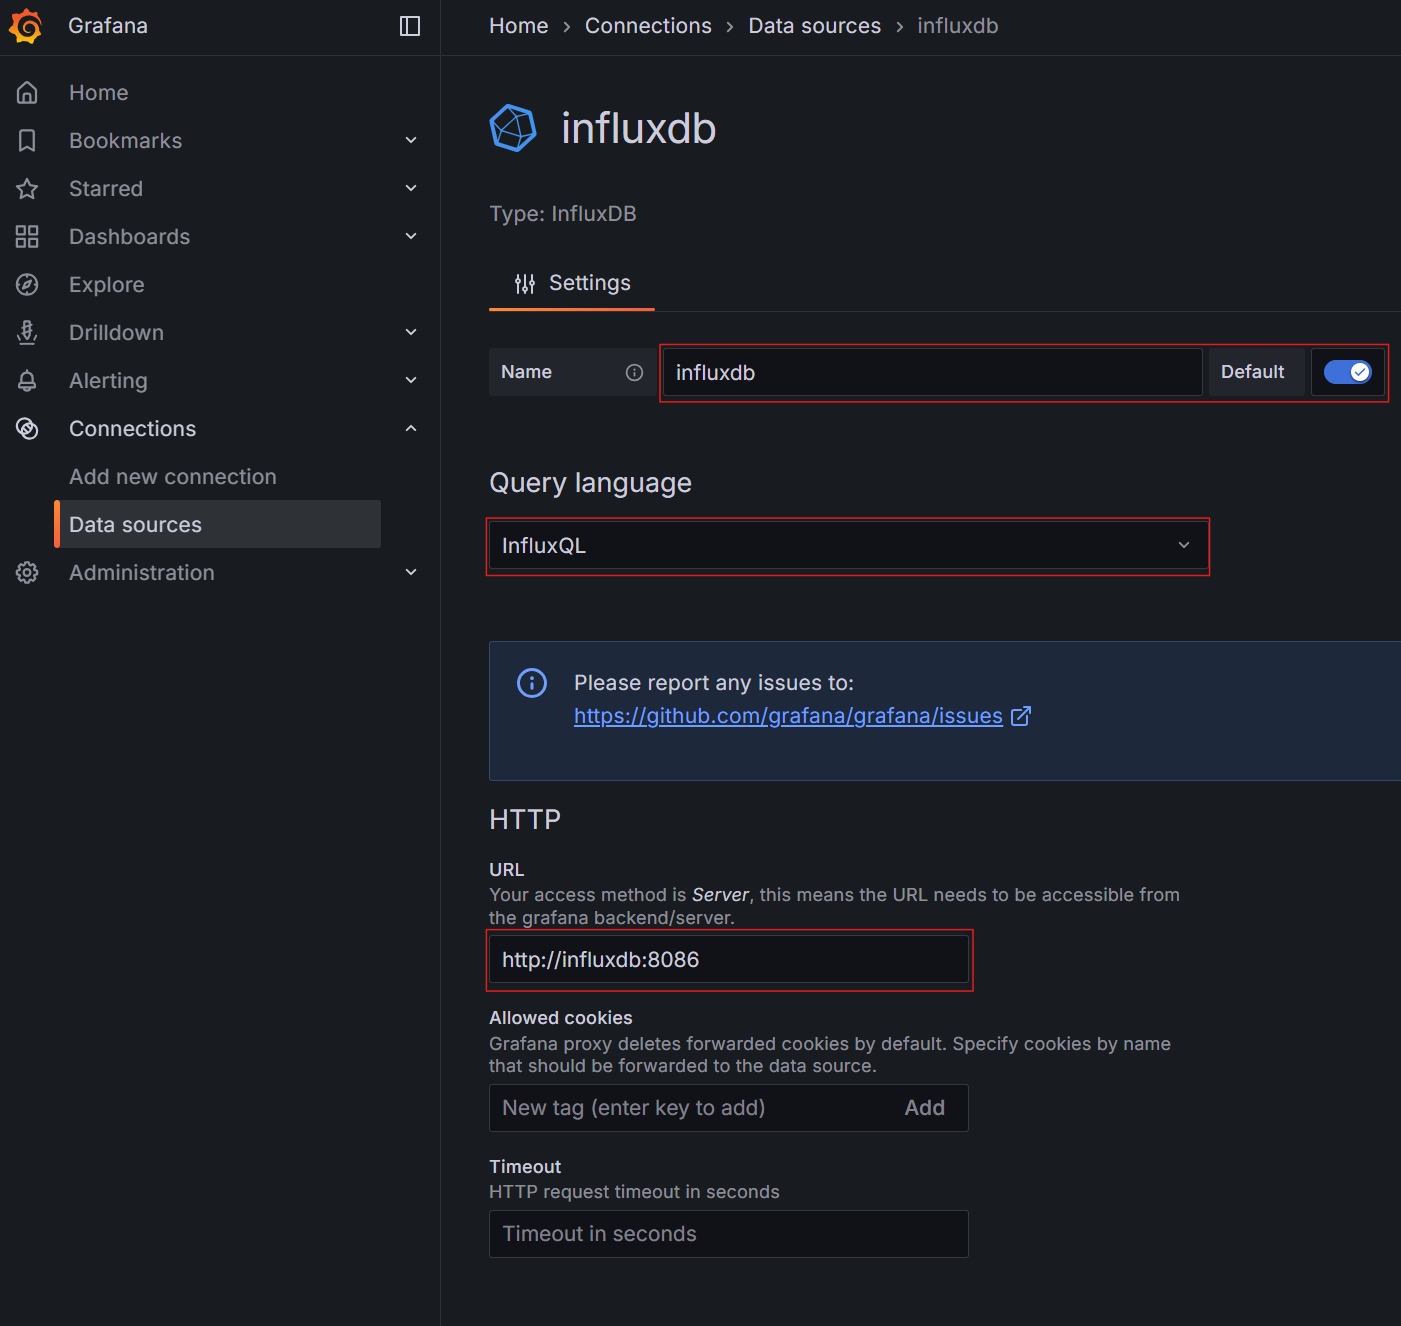 Grafana
Home › Connections › Data sources › influxdb
Home
Bookmarks
Starred
Dashboards
Explore
Drilldown
Alerting
Connections
Add new connection
Data sources
Administration
influxdb
Type: InfluxDB
Settings
Name influxdb Default
Query language
InfluxQL
Please report any issues to:
https://github.com/grafana/grafana/issues
HTTP
URL
Your access method is Server, this means the URL needs to be accessible from
the grafana backend/server.
http://influxdb:8086
Allowed cookies
Grafana proxy deletes forwarded cookies by default. Specify cookies by name
that should be forwarded to the data source.
New tag (enter key to add) Add
Timeout
HTTP request timeout in seconds
Timeout in seconds